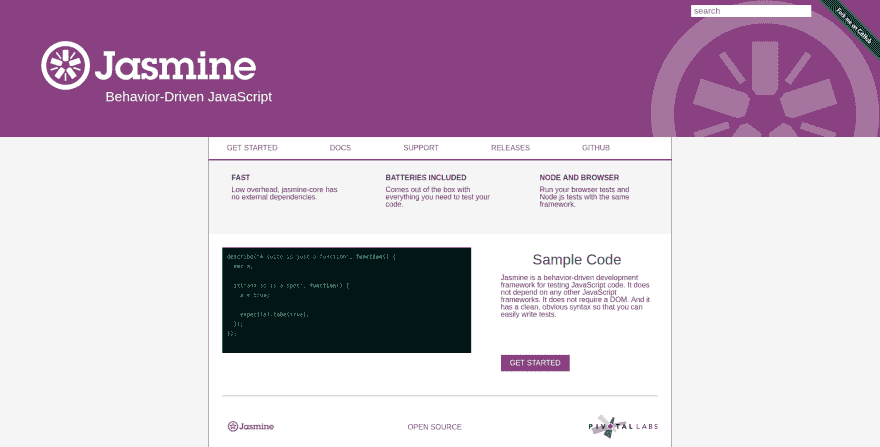 search
Fork me on GitHub
Jasmine
Behavior-Driven JavaScript
GET STARTED DOCS SUPPORT RELEASES GITHUB
FAST
Low overhead, jasmine-core has
no external dependencies.
BATTERIES INCLUDED
Comes out of the box with
everything you need to test your
code.
NODE AND BROWSER
Run your browser tests and
Node.js tests with the same
framework.
describe("A suite is just a function", function() {
var a;
it("and so is a spec", function() {
a = true;
expect(a).toBe(true);
});
});
Sample Code
Jasmine is a behavior-driven development
framework for testing JavaScript code. It does
not depend on any other JavaScript
frameworks. It does not require a DOM. And it
has a clean, obvious syntax so that you can
easily write tests.
GET STARTED
Jasmine
OPEN SOURCE
PIVOTAL LABS